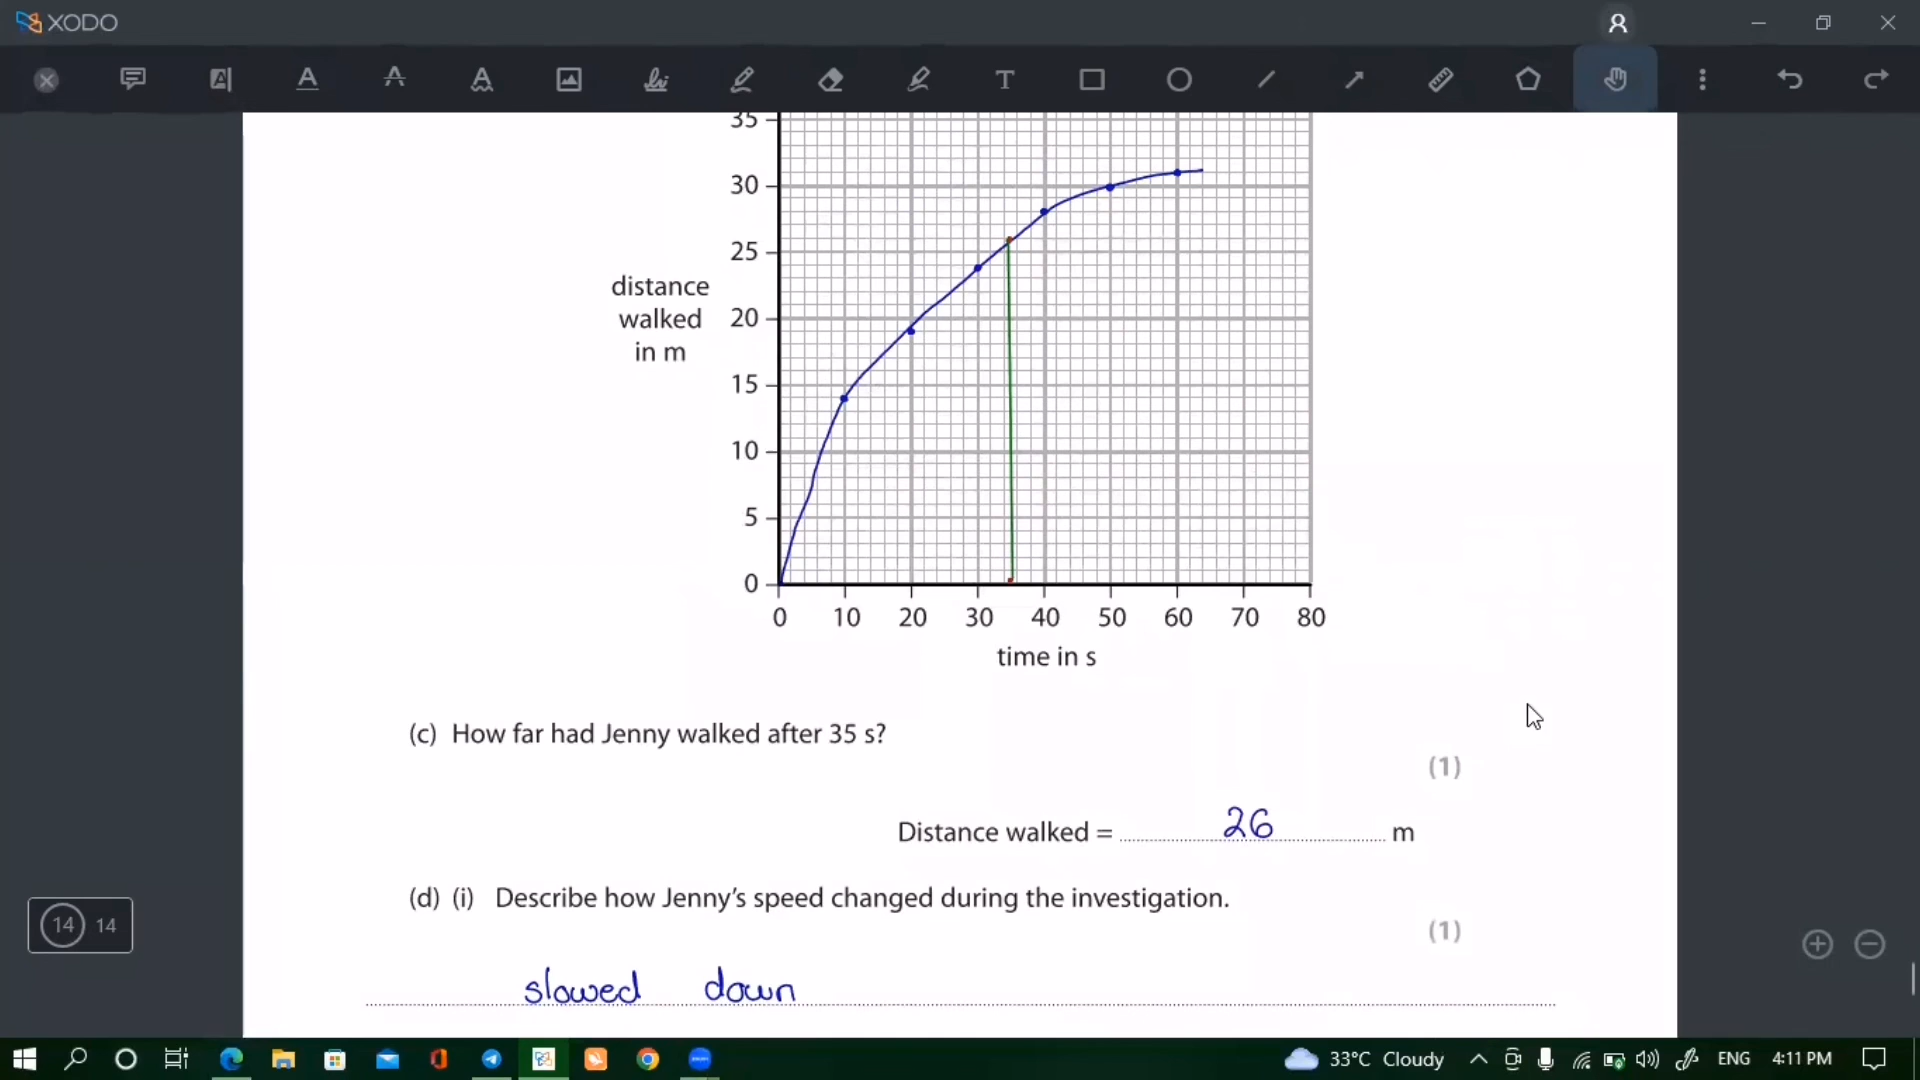 XODO
35
30
25
distance
walked
in m
20
15
10
5
0
0 10 20 30 40 50 60 70 80
time in s
(c) How far had Jenny walked after 35 s?
(1)
Distance walked = 26 m
(d) (i) Describe how Jenny's speed changed during the investigation.
(1)
slowed down
14 14
33°C Cloudy ENG 4:11 PM